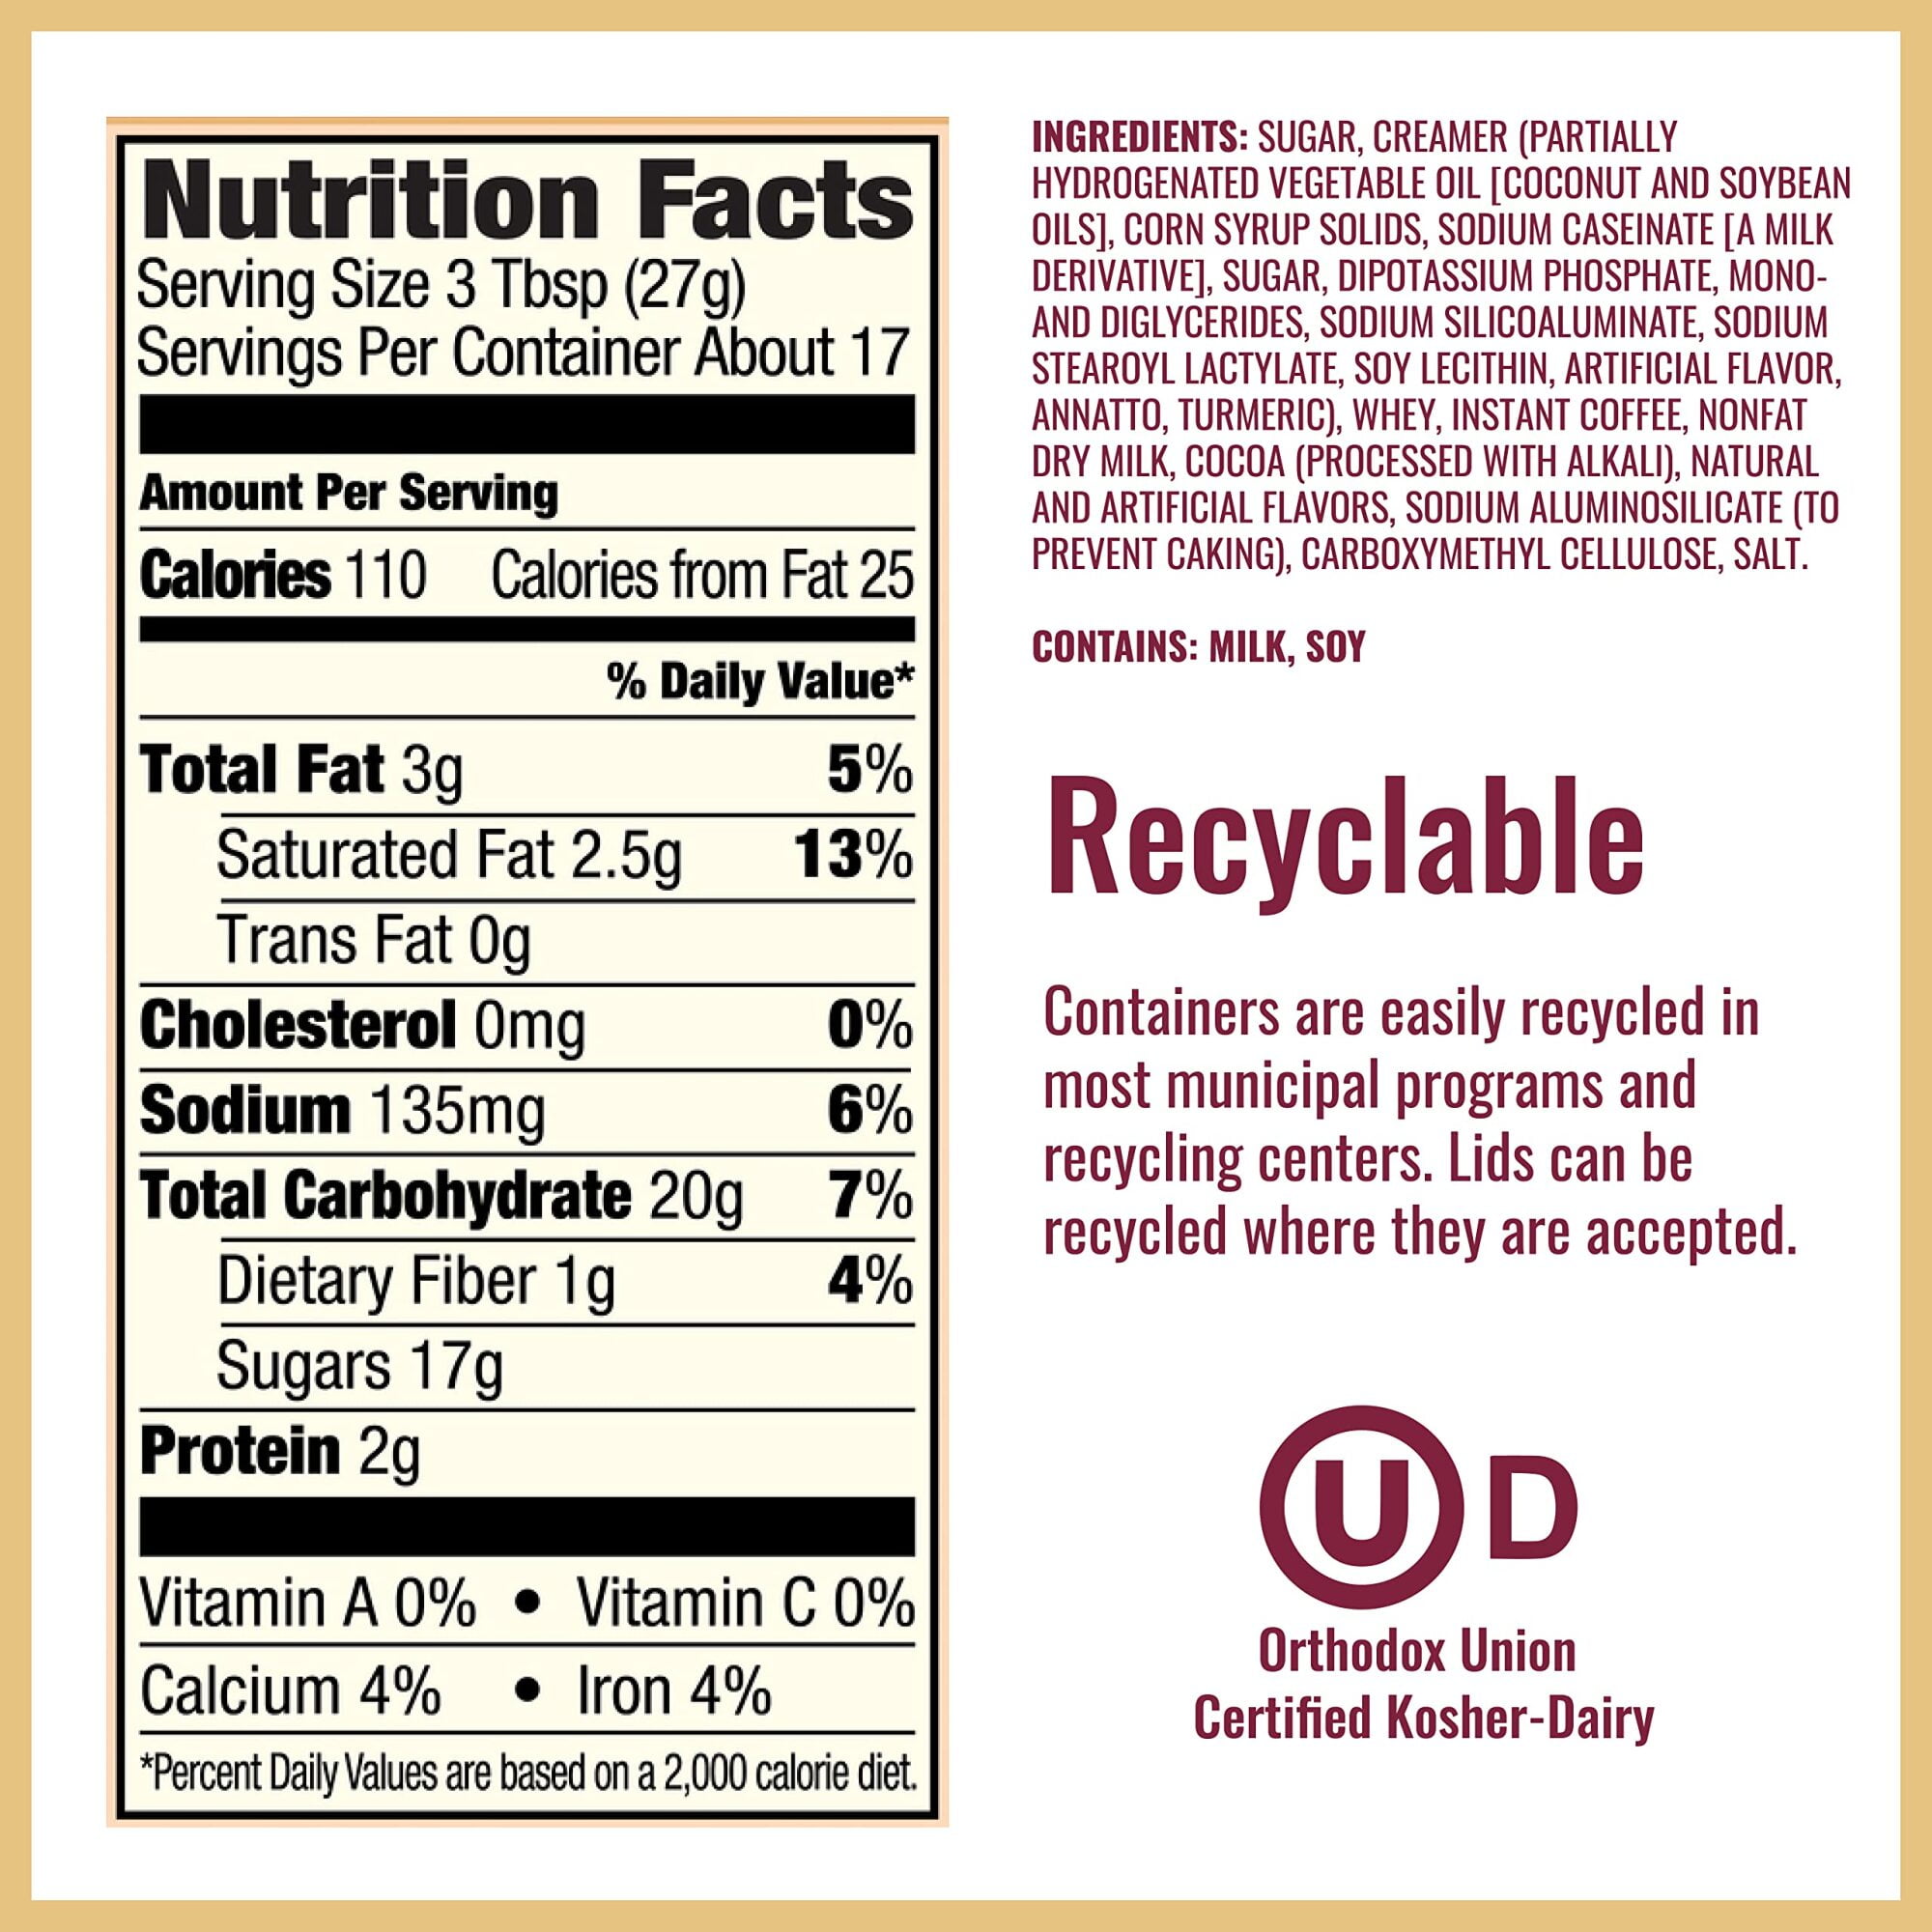 Nutrition Facts
Serving Size 3 Tbsp (27g)
Servings Per Container About 17
Amount Per Serving
Calories 110 Calories from Fat 25
% Daily Value*
Total Fat 3g 5%
Saturated Fat 2.5g 13%
Trans Fat 0g
Cholesterol 0mg 0%
Sodium 135mg 6%
Total Carbohydrate 20g 7%
Dietary Fiber 1g 4%
Sugars 17g
Protein 2g
Vitamin A 0% • Vitamin C 0%
Calcium 4% • Iron 4%
*Percent Daily Values are based on a 2,000 calorie diet.
INGREDIENTS: SUGAR, CREAMER (PARTIALLY
HYDROGENATED VEGETABLE OIL [COCONUT AND SOYBEAN
OILS], CORN SYRUP SOLIDS, SODIUM CASEINATE [A MILK
DERIVATIVE], SUGAR, DIPOTASSIUM PHOSPHATE, MONO-
AND DIGLYCERIDES, SODIUM SILICOALUMINATE, SODIUM
STEAROYL LACTYLATE, SOY LECITHIN, ARTIFICIAL FLAVOR,
ANNATTO, TURMERIC), WHEY, INSTANT COFFEE, NONFAT
DRY MILK, COCOA (PROCESSED WITH ALKALI), NATURAL
AND ARTIFICIAL FLAVORS, SODIUM ALUMINOSILICATE (TO
PREVENT CAKING), CARBOXYMETHYL CELLULOSE, SALT.
CONTAINS: MILK, SOY
Recyclable
Containers are easily recycled in
most municipal programs and
recycling centers. Lids can be
recycled where they are accepted.
U D
Orthodox Union
Certified Kosher-Dairy